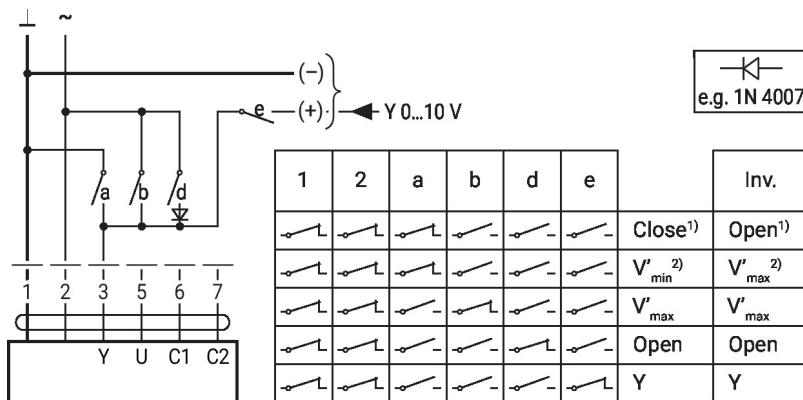 ⊥ ~
(–)
e (+) Y 0...10 V
e.g. 1N 4007
a b d
1 2 3 5 6 7
Y U C1 C2
1 2 a b d e Inv.
Close¹⁾ Open¹⁾
V'min²⁾ V'max²⁾
V'max V'max
Open Open
Y Y